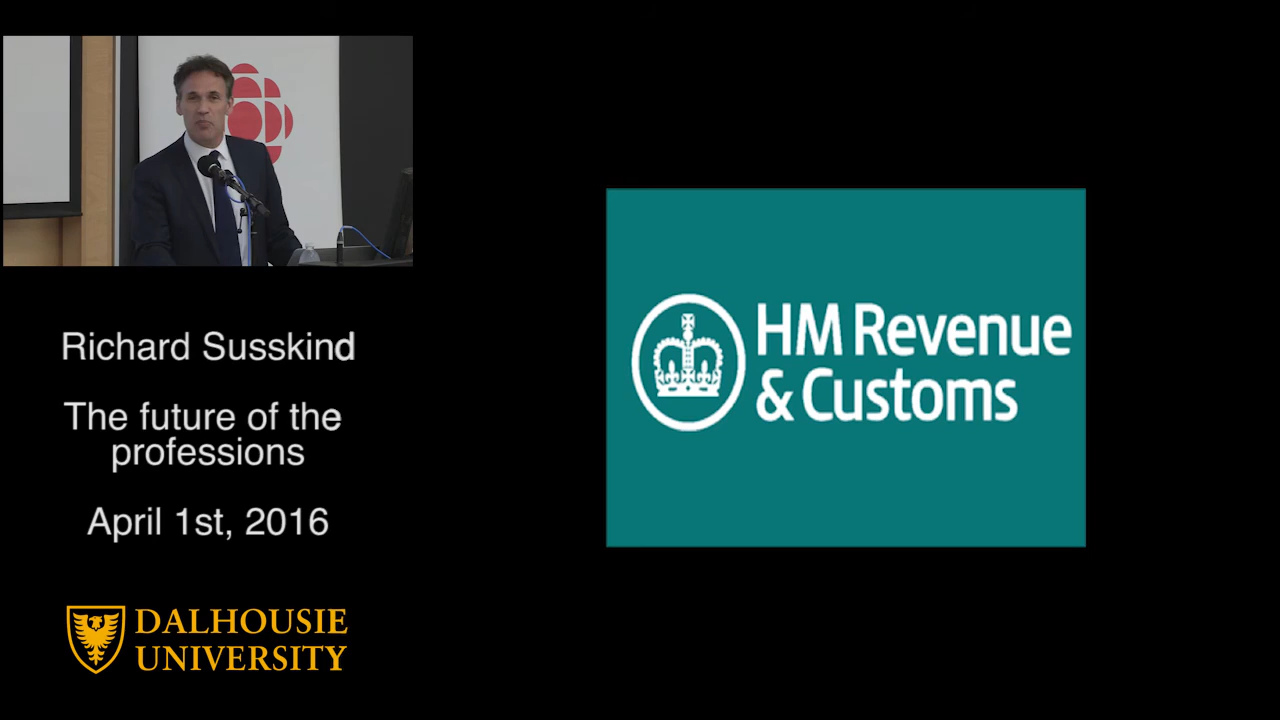 Richard Susskind
The future of the
professions
April 1st, 2016
DALHOUSIE
UNIVERSITY
HM Revenue
& Customs